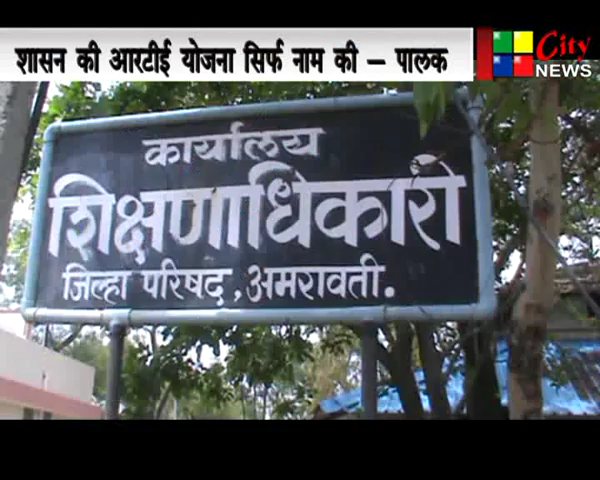 शासन की आरटीई योजना सिर्फ नाम की – पालक
City
NEWS
कार्यालय
शिक्षणाधिकारी
जिल्हा परिषद, अमरावती.